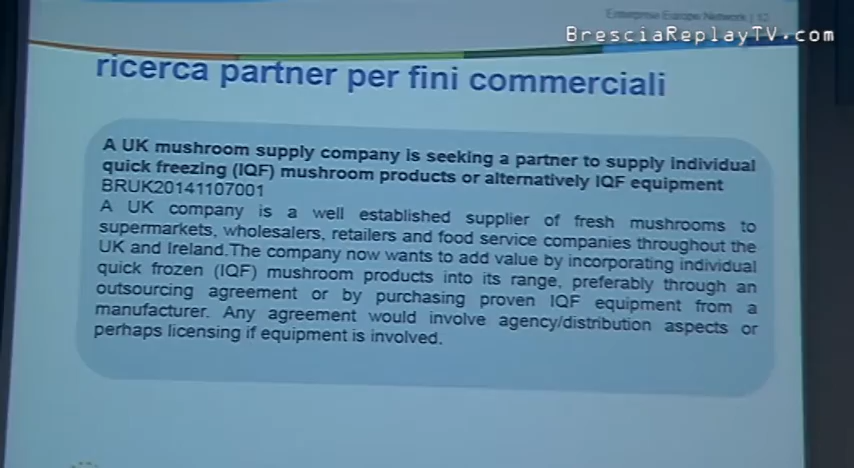 Enterprise Europe Network | 12
BresciaReplayTV.com
ricerca partner per fini commerciali
A UK mushroom supply company is seeking a partner to supply individual
quick freezing (IQF) mushroom products or alternatively IQF equipment
BRUK20141107001
A UK company is a well established supplier of fresh mushrooms to
supermarkets, wholesalers, retailers and food service companies throughout the
UK and Ireland.The company now wants to add value by incorporating individual
quick frozen (IQF) mushroom products into its range, preferably through an
outsourcing agreement or by purchasing proven IQF equipment from a
manufacturer. Any agreement would involve agency/distribution aspects or
perhaps licensing if equipment is involved.